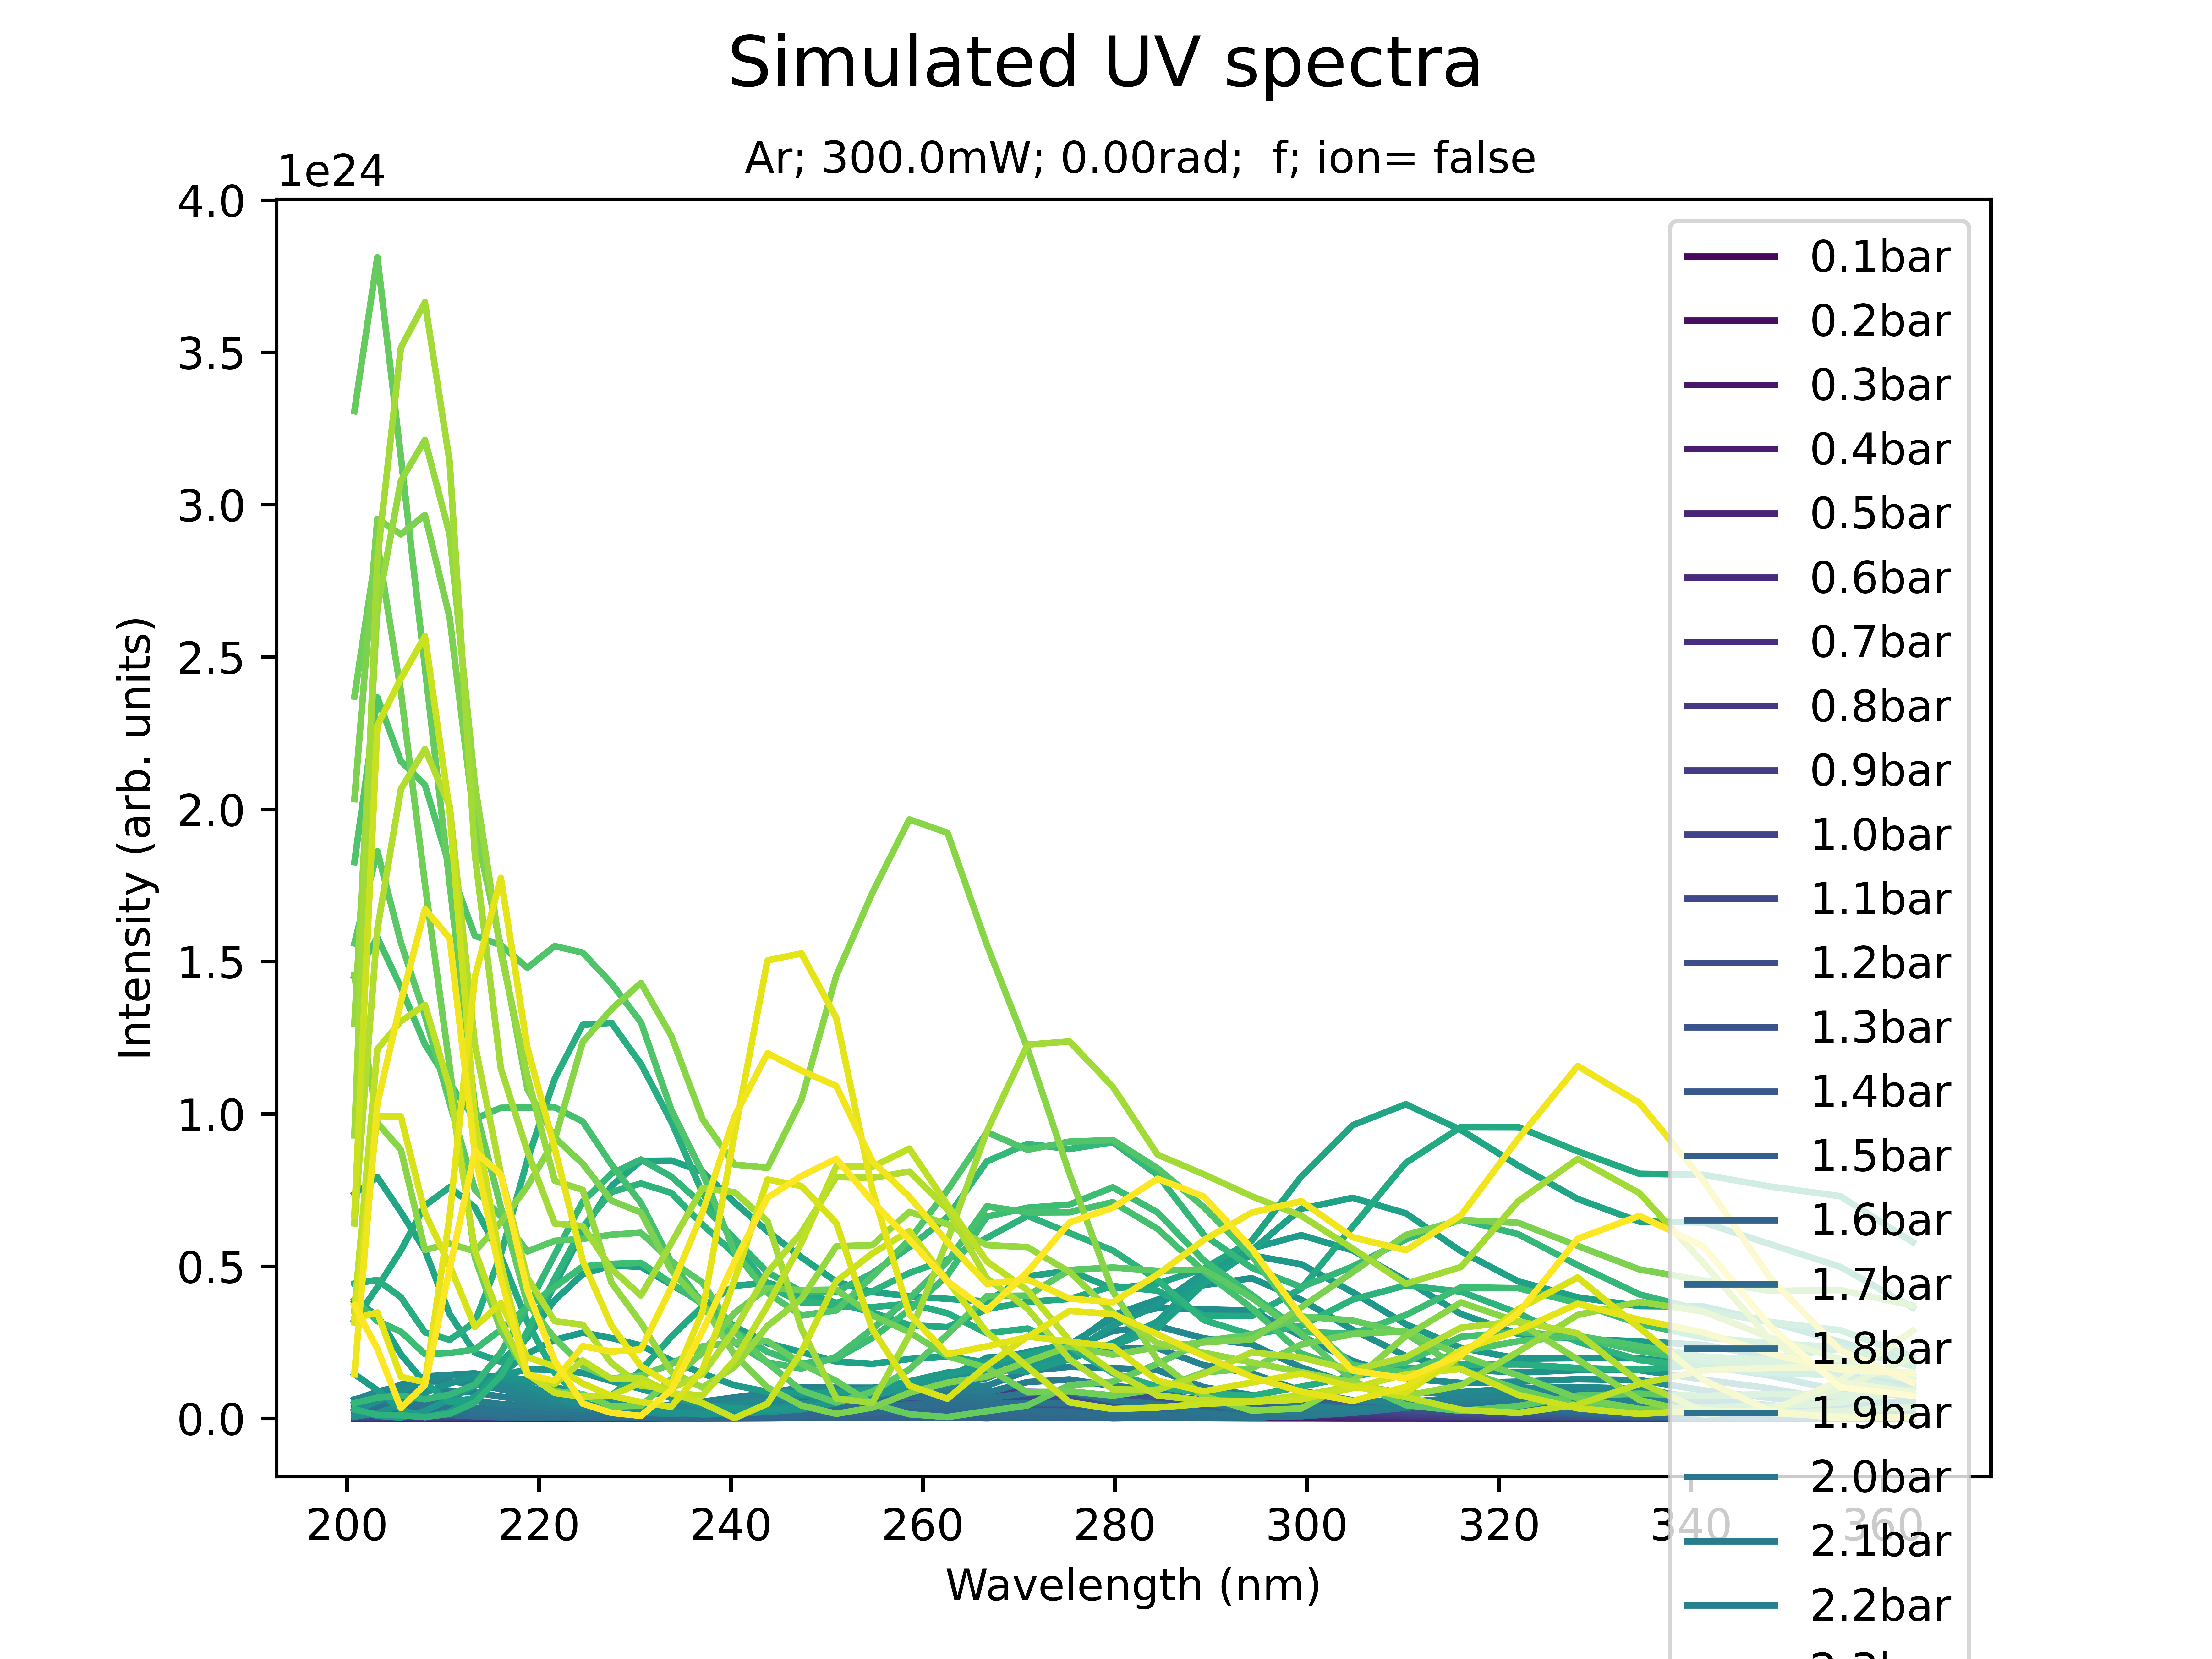 Simulated UV spectra
Ar; 300.0mW; 0.00rad;  f; ion= false
1e24
4.0
3.5
3.0
2.5
2.0
1.5
1.0
0.5
0.0
Intensity (arb. units)
200
220
240
260
280
300
320
340
360
Wavelength (nm)
0.1bar
0.2bar
0.3bar
0.4bar
0.5bar
0.6bar
0.7bar
0.8bar
0.9bar
1.0bar
1.1bar
1.2bar
1.3bar
1.4bar
1.5bar
1.6bar
1.7bar
1.8bar
1.9bar
2.0bar
2.1bar
2.2bar